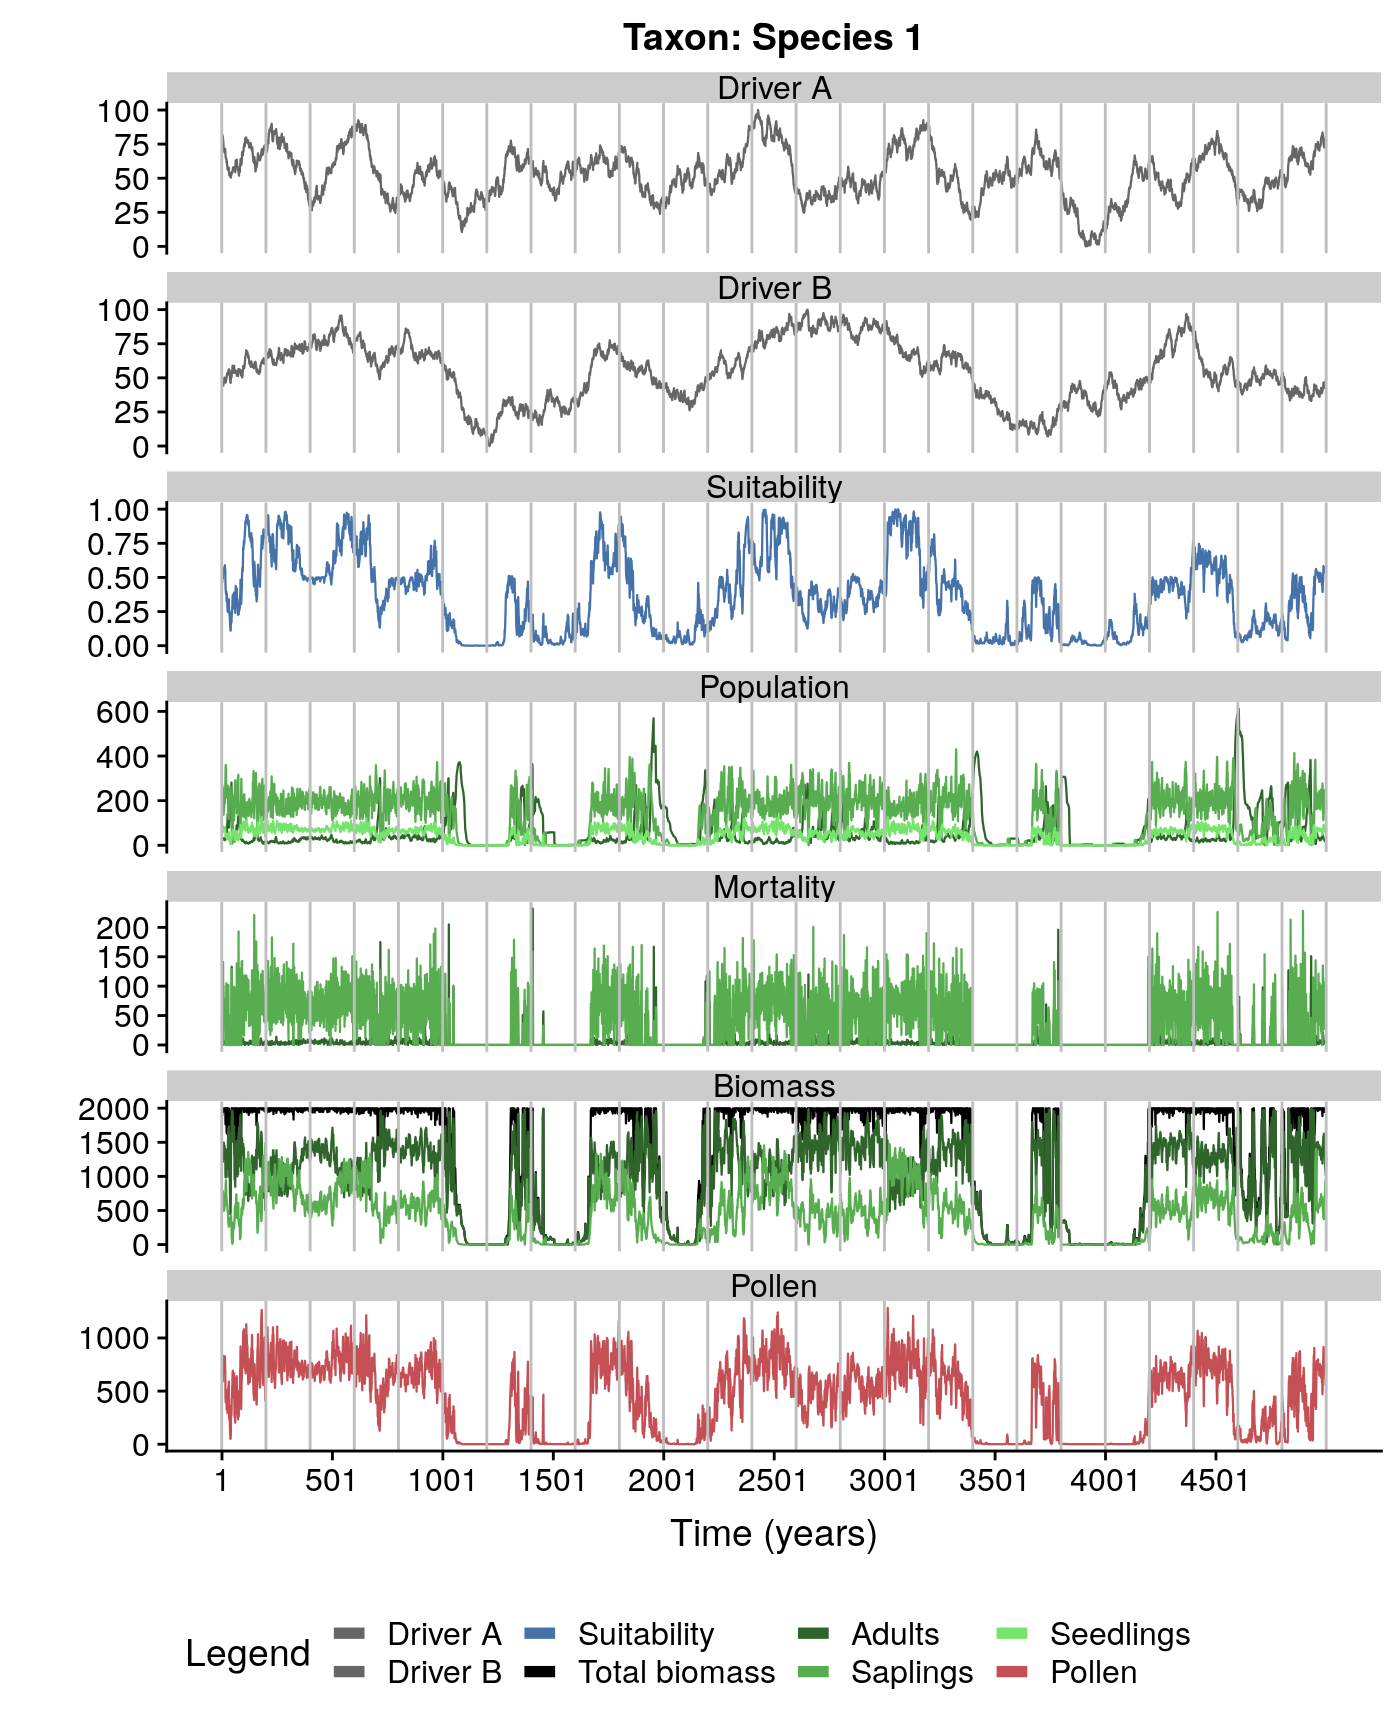 Taxon: Species 1
Driver A
100
75
50
25
0
Driver B
100
75
50
25
0
Suitability
1.00
0.75
0.50
0.25
0.00
Population
600
400
200
0
Mortality
200
150
100
50
0
Biomass
2000
1500
1000
500
0
Pollen
1000
500
0
1 501 1001 1501 2001 2501 3001 3501 4001 4501
Time (years)
Legend
Driver A Suitability Adults Seedlings
Driver B Total biomass Saplings Pollen